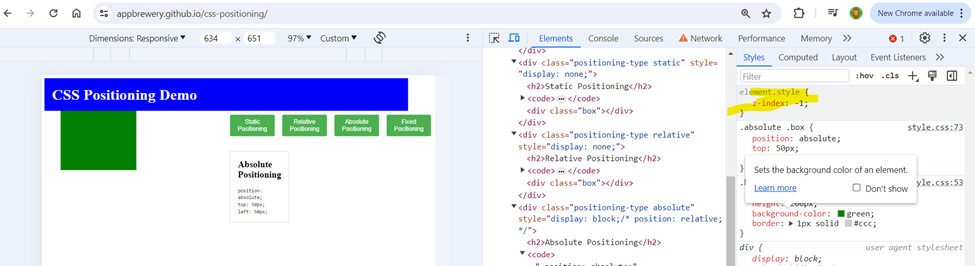 appbrewery.github.io/css-positioning/
New Chrome available
Dimensions: Responsive
634 × 651
97%
Custom
Elements
Console
Sources
Network
Performance
Memory
1
CSS Positioning Demo
Static Positioning
Relative Positioning
Absolute Positioning
Fixed Positioning
Absolute
Positioning
position:
absolute;
top: 50px;
left: 50px;
</div>
<div class="positioning-type static" style=
"display: none;">
<h2>Static Positioning</h2>
<code> ⋯ </code>
<div class="box"></div>
</div>
<div class="positioning-type relative"
style="display: none;">
<h2>Relative Positioning</h2>
<code> ⋯ </code>
<div class="box"></div>
</div>
<div class="positioning-type absolute"
style="display: block;/* position: relative;
*/">
<h2>Absolute Positioning</h2>
<code>
" position: absolute;
Styles
Computed
Layout
Event Listeners
Filter
:hov
.cls
element.style {
z-index: -1;
}
.absolute .box {
style.css:73
position: absolute;
top: 50px;
Sets the background color of an element.
Learn more
Don't show
style.css:53
height: 200px;
background-color: green;
border: 1px solid #ccc;
}
div {
user agent stylesheet
display: block;